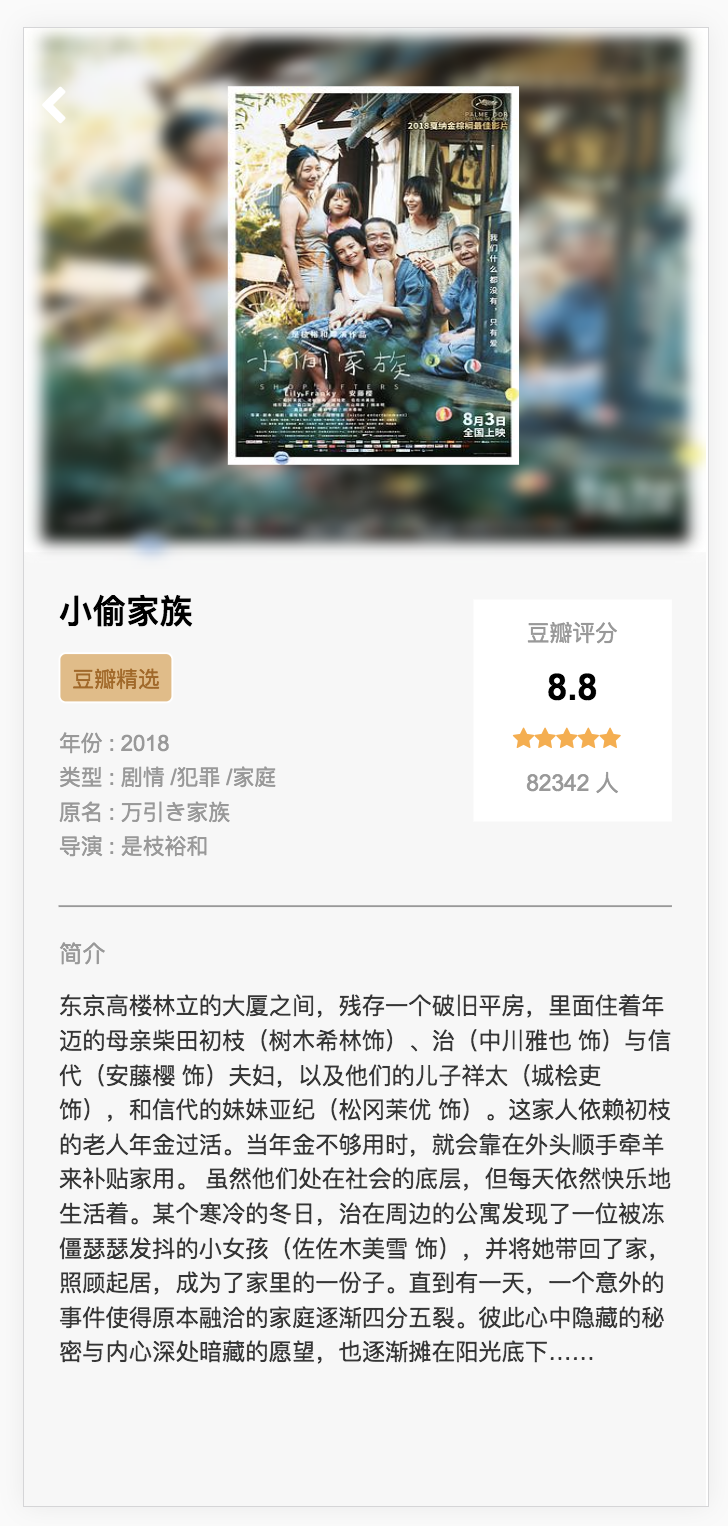 PALME D'OR
FESTIVAL DE CANNES
2018戛纳金棕榈最佳影片
我们什么都没有，只有爱。
是枝裕和导演作品
小偷家族
SHOPLIFTERS
Lily Franky 安藤樱
8月3日
全国上映
小偷家族
豆瓣精选
年份 : 2018
类型 : 剧情 /犯罪 /家庭
原名 : 万引き家族
导演 : 是枝裕和
豆瓣评分
8.8
82342 人
简介
东京高楼林立的大厦之间，残存一个破旧平房，里面住着年
迈的母亲柴田初枝（树木希林饰）、治（中川雅也 饰）与信
代（安藤樱 饰）夫妇，以及他们的儿子祥太（城桧吏
饰），和信代的妹妹亚纪（松冈茉优 饰）。这家人依赖初枝
的老人年金过活。当年金不够用时，就会靠在外头顺手牵羊
来补贴家用。 虽然他们处在社会的底层，但每天依然快乐地
生活着。某个寒冷的冬日，治在周边的公寓发现了一位被冻
僵瑟瑟发抖的小女孩（佐佐木美雪 饰），并将她带回了家，
照顾起居，成为了家里的一份子。直到有一天，一个意外的
事件使得原本融洽的家庭逐渐四分五裂。彼此心中隐藏的秘
密与内心深处暗藏的愿望，也逐渐摊在阳光底下……